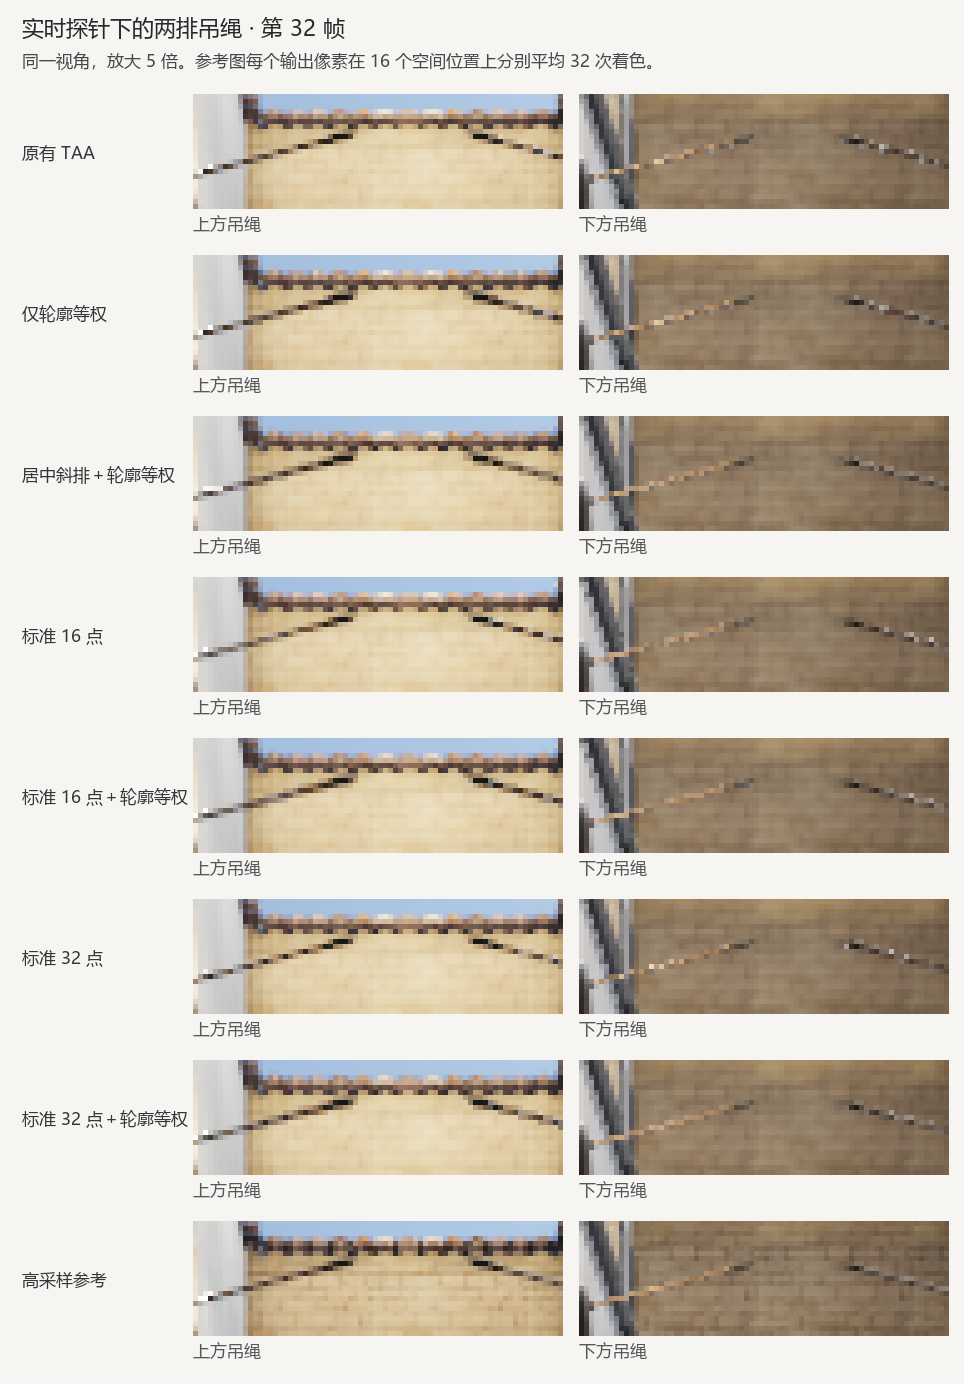 实时探针下的两排吊绳 · 第 32 帧
同一视角，放大 5 倍。参考图每个输出像素在 16 个空间位置上分别平均 32 次着色。
原有 TAA
上方吊绳
下方吊绳
仅轮廓等权
上方吊绳
下方吊绳
居中斜排 + 轮廓等权
上方吊绳
下方吊绳
标准 16 点
上方吊绳
下方吊绳
标准 16 点 + 轮廓等权
上方吊绳
下方吊绳
标准 32 点
上方吊绳
下方吊绳
标准 32 点 + 轮廓等权
上方吊绳
下方吊绳
高采样参考
上方吊绳
下方吊绳